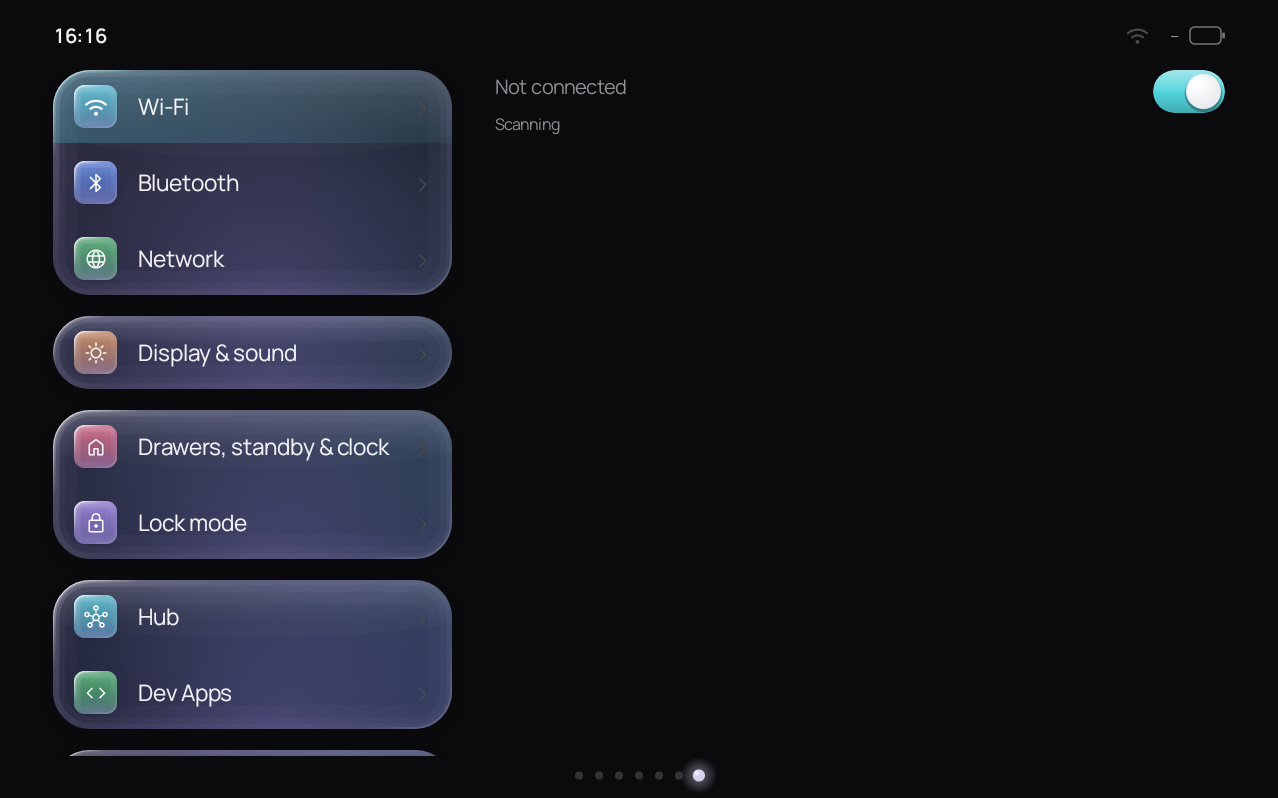 16:16
–
Wi-Fi
Not connected
Scanning
Bluetooth
Network
Display & sound
Drawers, standby & clock
Lock mode
Hub
Dev Apps